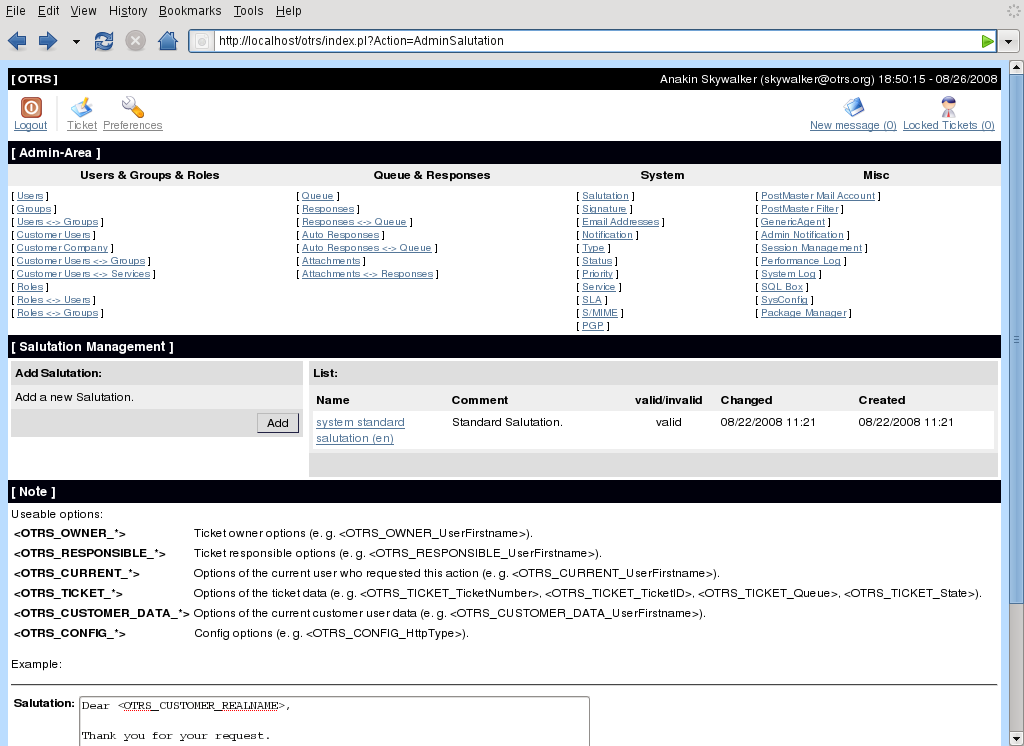 File Edit View History Bookmarks Tools Help
http://localhost/otrs/index.pl?Action=AdminSalutation
[ OTRS ] Anakin Skywalker (skywalker@otrs.org) 18:50:15 - 08/26/2008
Logout Ticket Preferences New message (0) Locked Tickets (0)
[ Admin-Area ]
Users & Groups & Roles Queue & Responses System Misc
[ Users ] [ Queue ] [ Salutation ] [ PostMaster Mail Account ]
[ Groups ] [ Responses ] [ Signature ] [ PostMaster Filter ]
[ Users <-> Groups ] [ Responses <-> Queue ] [ Email Addresses ] [ GenericAgent ]
[ Customer Users ] [ Auto Responses ] [ Notification ] [ Admin Notification ]
[ Customer Company ] [ Auto Responses <-> Queue ] [ Type ] [ Session Management ]
[ Customer Users <-> Groups ] [ Attachments ] [ Status ] [ Performance Log ]
[ Customer Users <-> Services ] [ Attachments <-> Responses ] [ Priority ] [ System Log ]
[ Roles ] [ Service ] [ SQL Box ]
[ Roles <-> Users ] [ SLA ] [ SysConfig ]
[ Roles <-> Groups ] [ S/MIME ] [ Package Manager ]
[ PGP ]
[ Salutation Management ]
Add Salutation:
Add a new Salutation.
Add
List:
Name Comment valid/invalid Changed Created
system standard Standard Salutation. valid 08/22/2008 11:21 08/22/2008 11:21
salutation (en)
[ Note ]
Useable options:
<OTRS_OWNER_*> Ticket owner options (e. g. <OTRS_OWNER_UserFirstname>).
<OTRS_RESPONSIBLE_*> Ticket responsible options (e. g. <OTRS_RESPONSIBLE_UserFirstname>).
<OTRS_CURRENT_*> Options of the current user who requested this action (e. g. <OTRS_CURRENT_UserFirstname>).
<OTRS_TICKET_*> Options of the ticket data (e. g. <OTRS_TICKET_TicketNumber>, <OTRS_TICKET_TicketID>, <OTRS_TICKET_Queue>, <OTRS_TICKET_State>).
<OTRS_CUSTOMER_DATA_*> Options of the current customer user data (e. g. <OTRS_CUSTOMER_DATA_UserFirstname>).
<OTRS_CONFIG_*> Config options (e. g. <OTRS_CONFIG_HttpType>).
Example:
Salutation: Dear <OTRS_CUSTOMER_REALNAME>,
Thank you for your request.